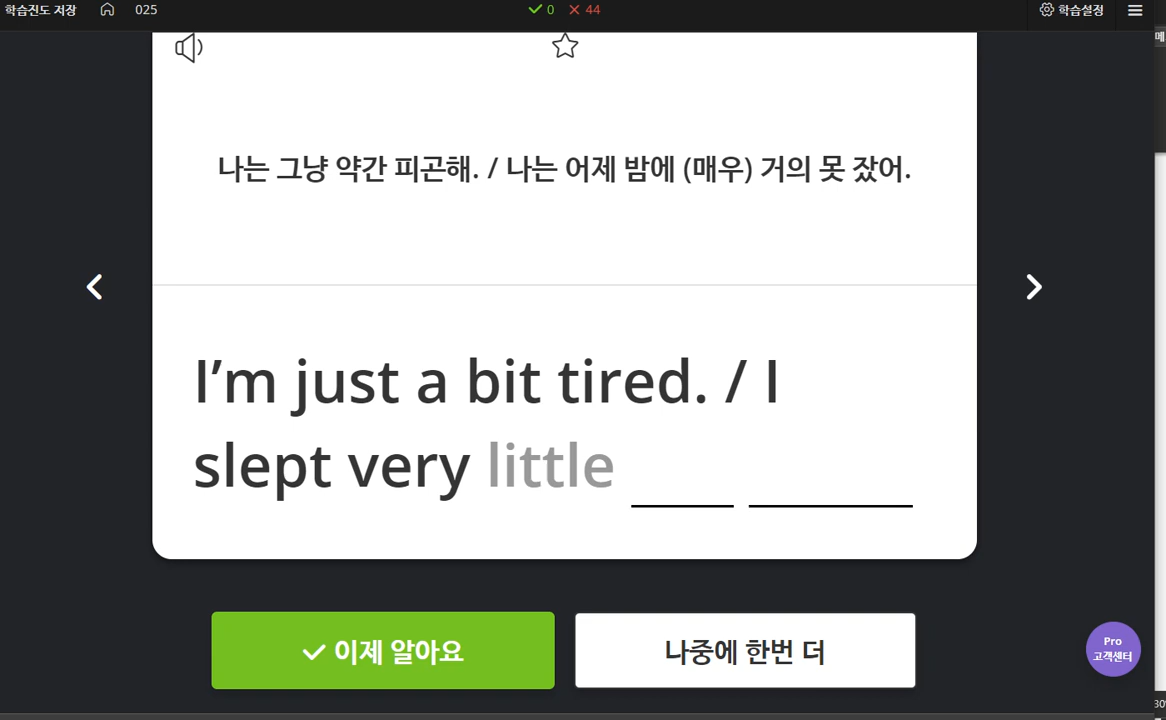 학습진도 저장 025 0 44 학습설정
메
나는 그냥 약간 피곤해. / 나는 어제 밤에 (매우) 거의 못 잤어.
I’m just a bit tired. / I
slept very little
이제 알아요 나중에 한번 더
Pro
고객센터